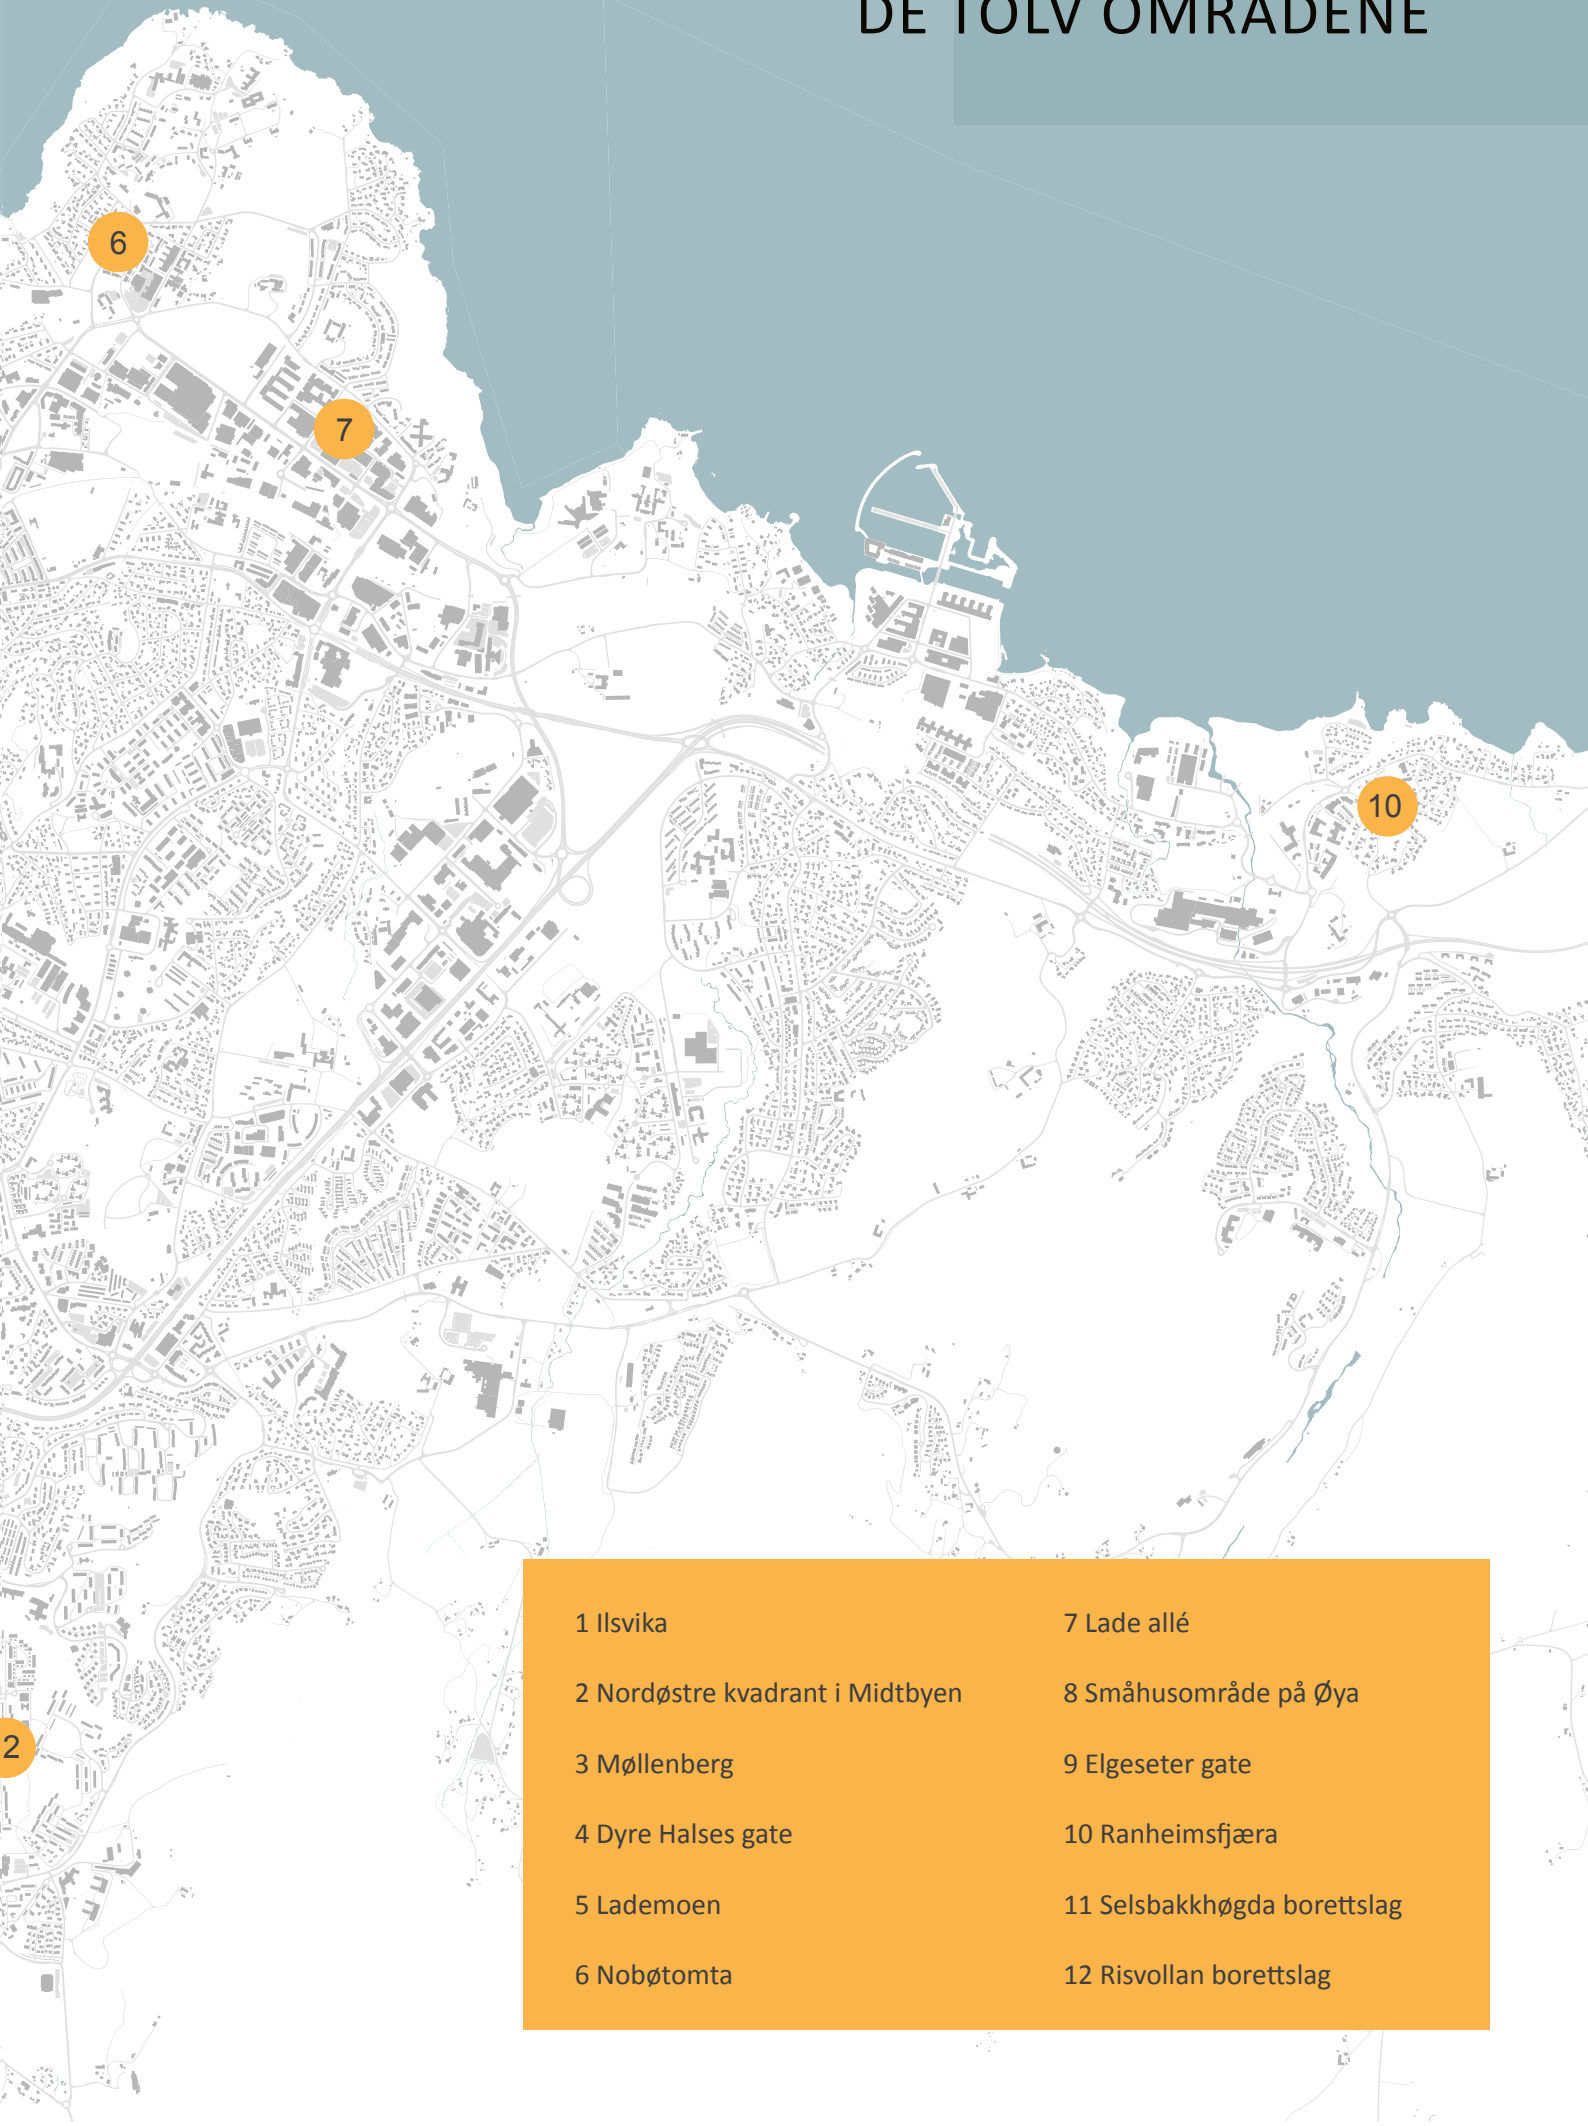 DE TOLV OMRÅDENE
6
7
10
2
1 Ilsvika
2 Nordøstre kvadrant i Midtbyen
3 Møllenberg
4 Dyre Halses gate
5 Lademoen
6 Nobøtomta
7 Lade allé
8 Småhusområde på Øya
9 Elgeseter gate
10 Ranheimsfjæra
11 Selsbakkhøgda borettslag
12 Risvollan borettslag